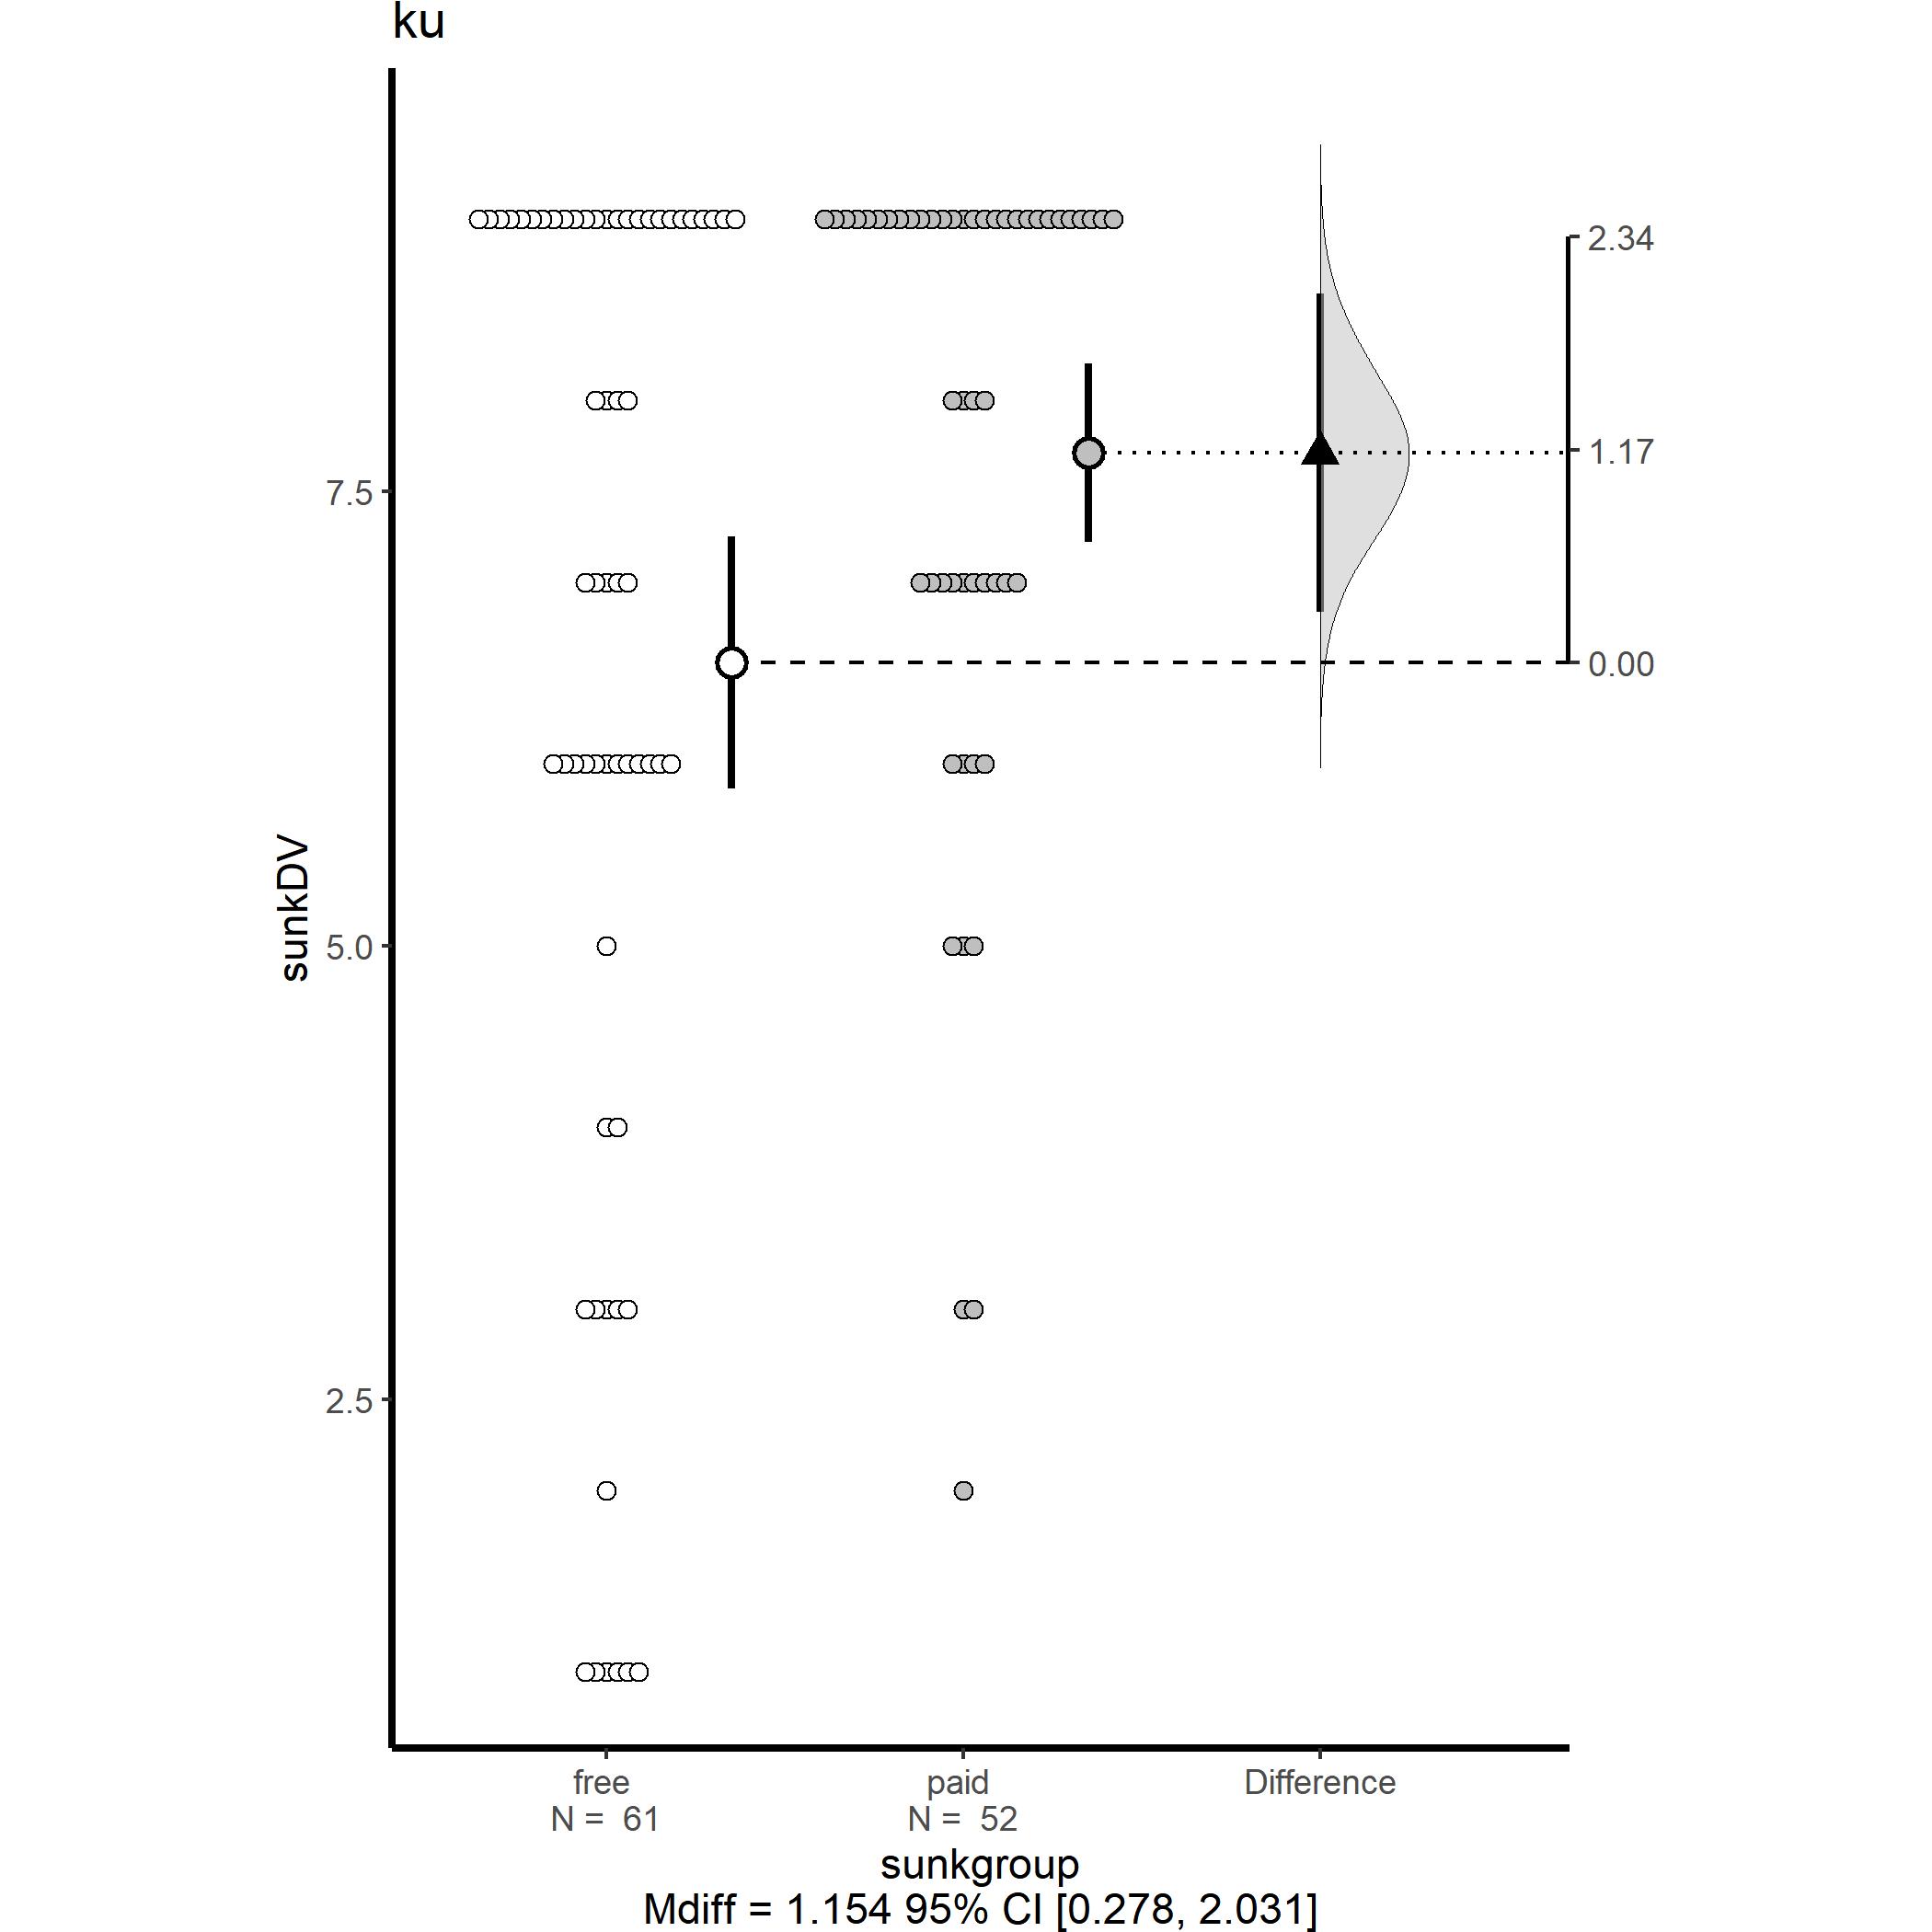 ku
2.34
1.17
0.00
7.5
5.0
2.5
sunkDV
free
N =  61
paid
N =  52
Difference
sunkgroup
Mdiff = 1.154 95% CI [0.278, 2.031]